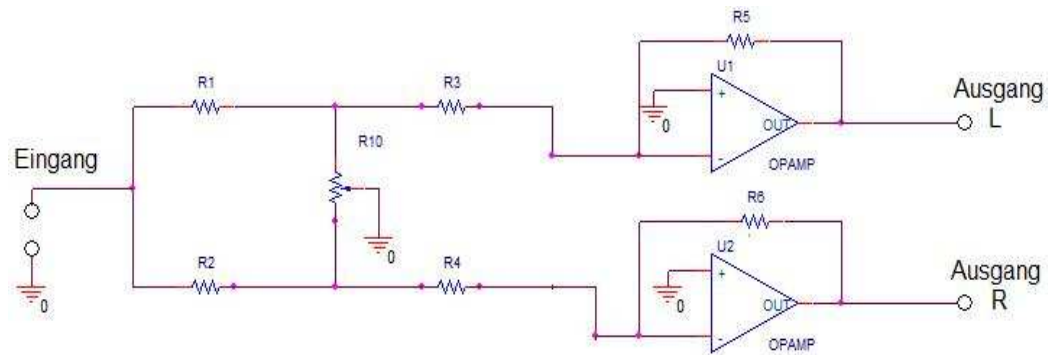 R5
U1
R1
R3
Ausgang
L
+
0
OUT
R10
-
OPAMP
Eingang
R6
0
U2
R2
R4
Ausgang
R
+
0
OUT
0
-
OPAMP